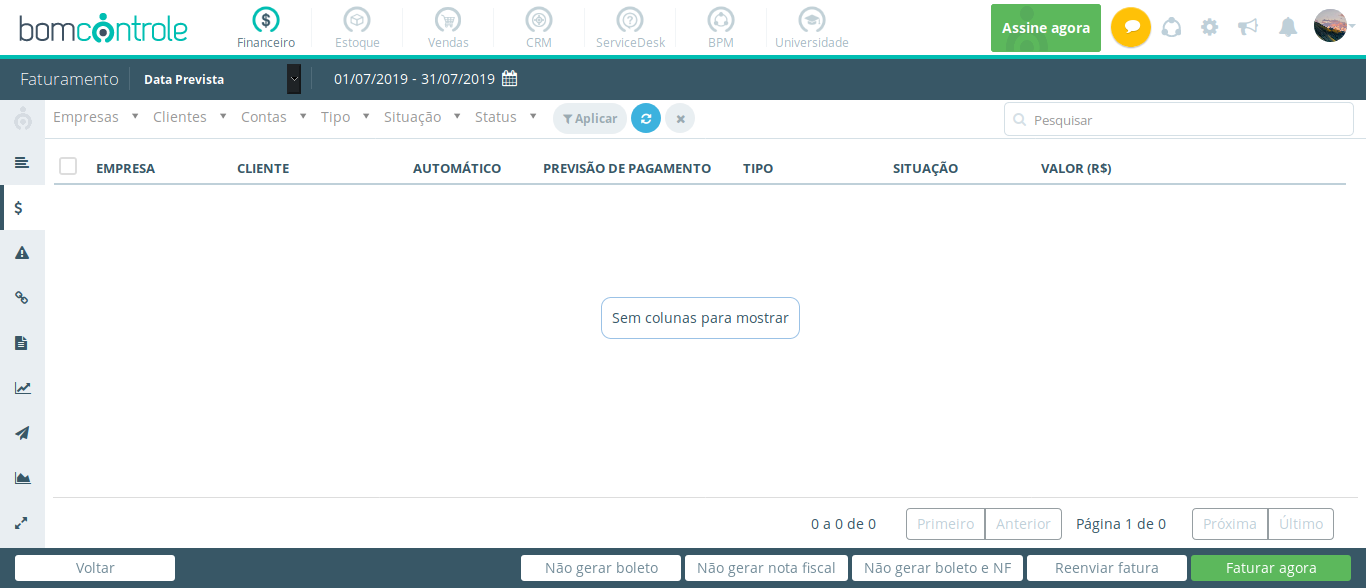 bomcontrole
Financeiro Estoque Vendas CRM ServiceDesk BPM Universidade
Assine agora
Faturamento Data Prevista 01/07/2019 - 31/07/2019
Empresas Clientes Contas Tipo Situação Status Aplicar Pesquisar
EMPRESA CLIENTE AUTOMÁTICO PREVISÃO DE PAGAMENTO TIPO SITUAÇÃO VALOR (R$)
Sem colunas para mostrar
0 a 0 de 0 Primeiro Anterior Página 1 de 0 Próxima Último
Voltar Não gerar boleto Não gerar nota fiscal Não gerar boleto e NF Reenviar fatura Faturar agora